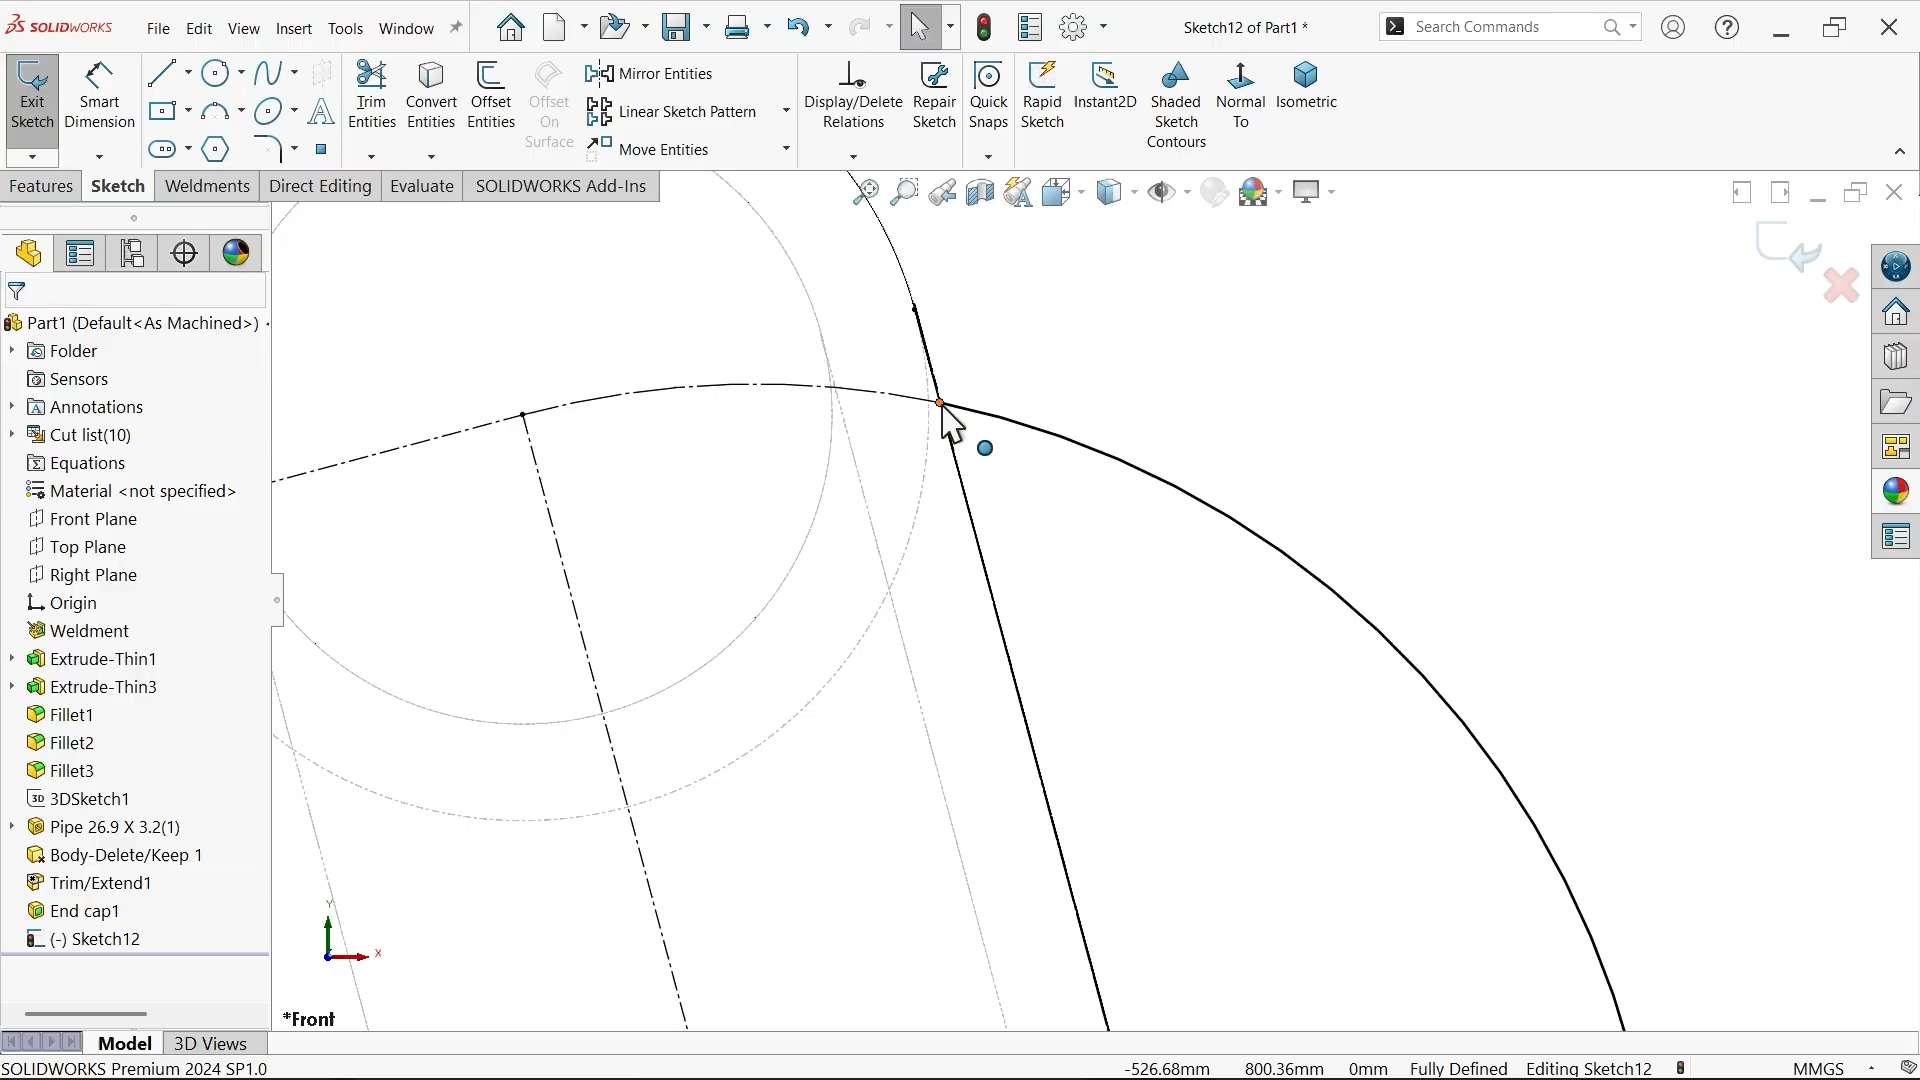 SOLIDWORKS
File Edit View Insert Tools Window
Sketch12 of Part1 *
Search Commands
Exit Sketch
Smart Dimension
Trim Entities
Convert Entities
Offset Entities
Offset On Surface
Mirror Entities
Linear Sketch Pattern
Move Entities
Display/Delete Relations
Repair Sketch
Quick Snaps
Rapid Sketch
Instant2D
Shaded Sketch Contours
Normal To
Isometric
Features Sketch Weldments Direct Editing Evaluate SOLIDWORKS Add-Ins
Part1 (Default<As Machined>)
Folder
Sensors
Annotations
Cut list(10)
Equations
Material <not specified>
Front Plane
Top Plane
Right Plane
Origin
Weldment
Extrude-Thin1
Extrude-Thin3
Fillet1
Fillet2
Fillet3
3D 3DSketch1
Pipe 26.9 X 3.2(1)
Body-Delete/Keep 1
Trim/Extend1
End cap1
(-) Sketch12
Y
X
*Front
Model 3D Views
SOLIDWORKS Premium 2024 SP1.0
-526.68mm 800.36mm 0mm Fully Defined Editing Sketch12 MMGS